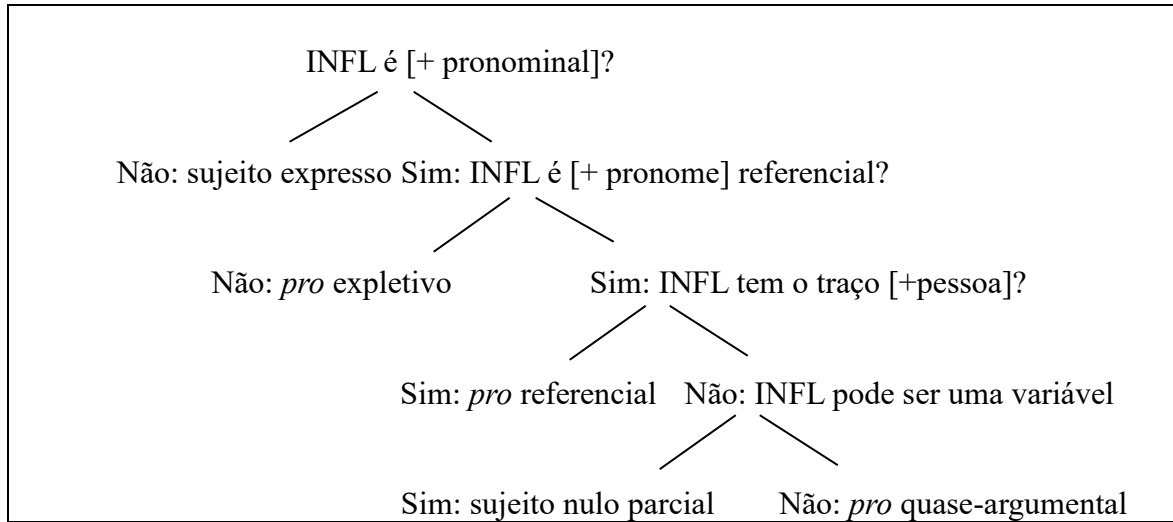 INFL é [+ pronominal]?
Não: sujeito expresso Sim: INFL é [+ pronome] referencial?
Não: pro expletivo Sim: INFL tem o traço [+pessoa]?
Sim: pro referencial Não: INFL pode ser uma variável
Sim: sujeito nulo parcial Não: pro quase-argumental